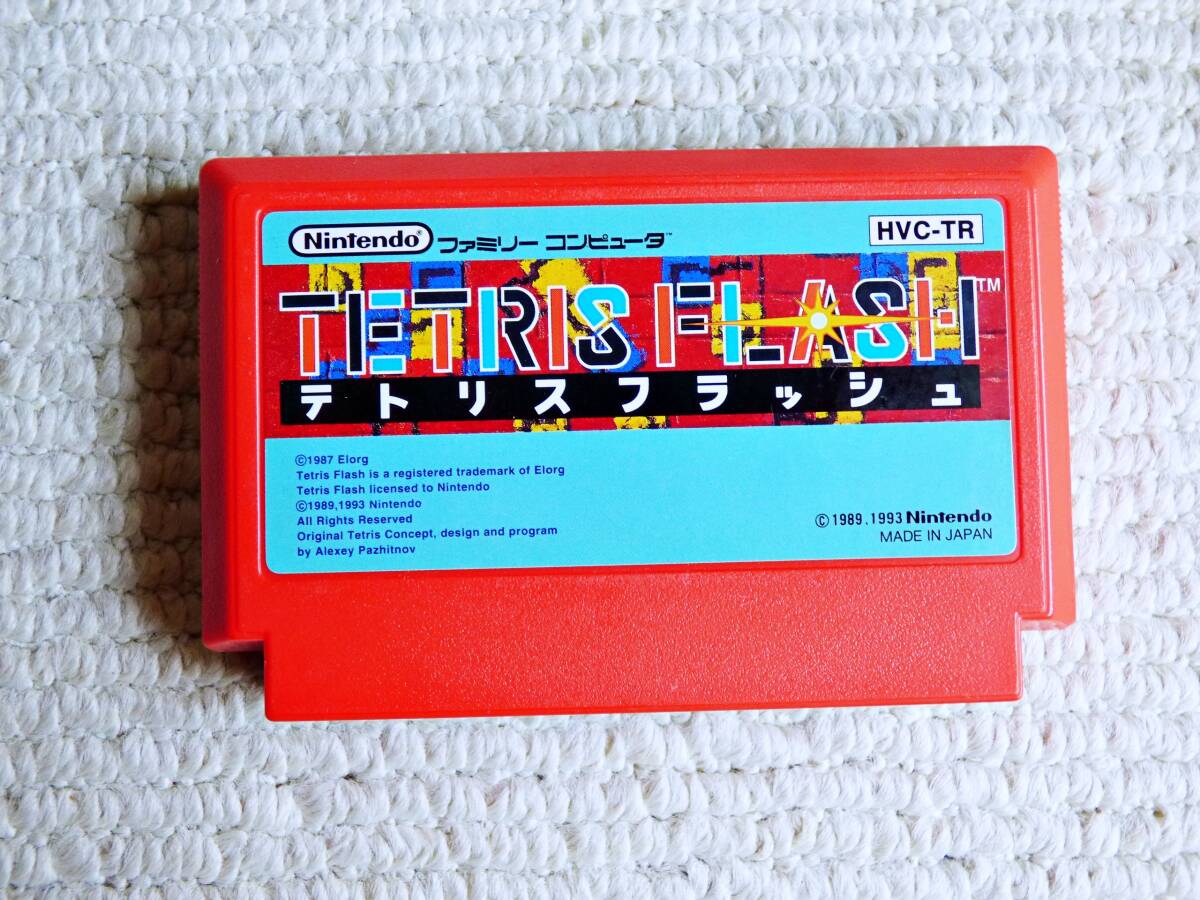 Nintendo® ファミリー コンピュータ™
HVC-TR
TETRIS FLASH™
テトリスフラッシュ
©1987 Elorg
Tetris Flash is a registered trademark of Elorg
Tetris Flash licensed to Nintendo
©1989,1993 Nintendo
All Rights Reserved
Original Tetris Concept, design and program
by Alexey Pazhitnov
©1989,1993 Nintendo
MADE IN JAPAN